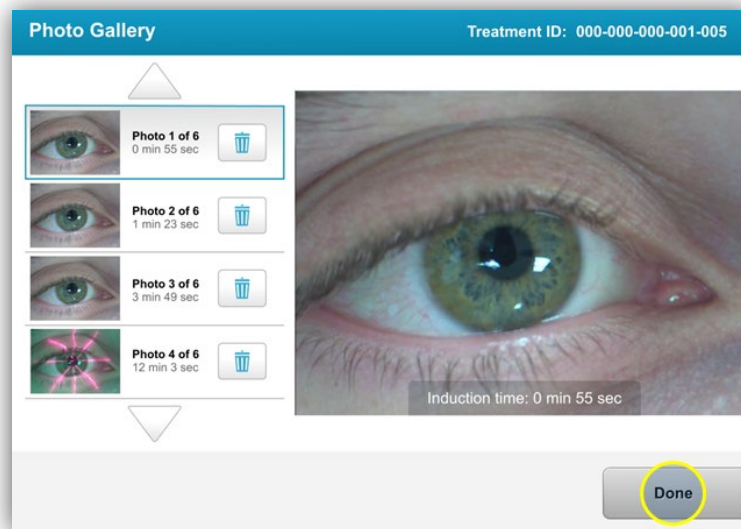 Photo Gallery
Treatment ID: 000-000-000-001-005
Photo 1 of 6
0 min 55 sec
Photo 2 of 6
1 min 23 sec
Photo 3 of 6
3 min 49 sec
Photo 4 of 6
12 min 3 sec
Induction time: 0 min 55 sec
Done